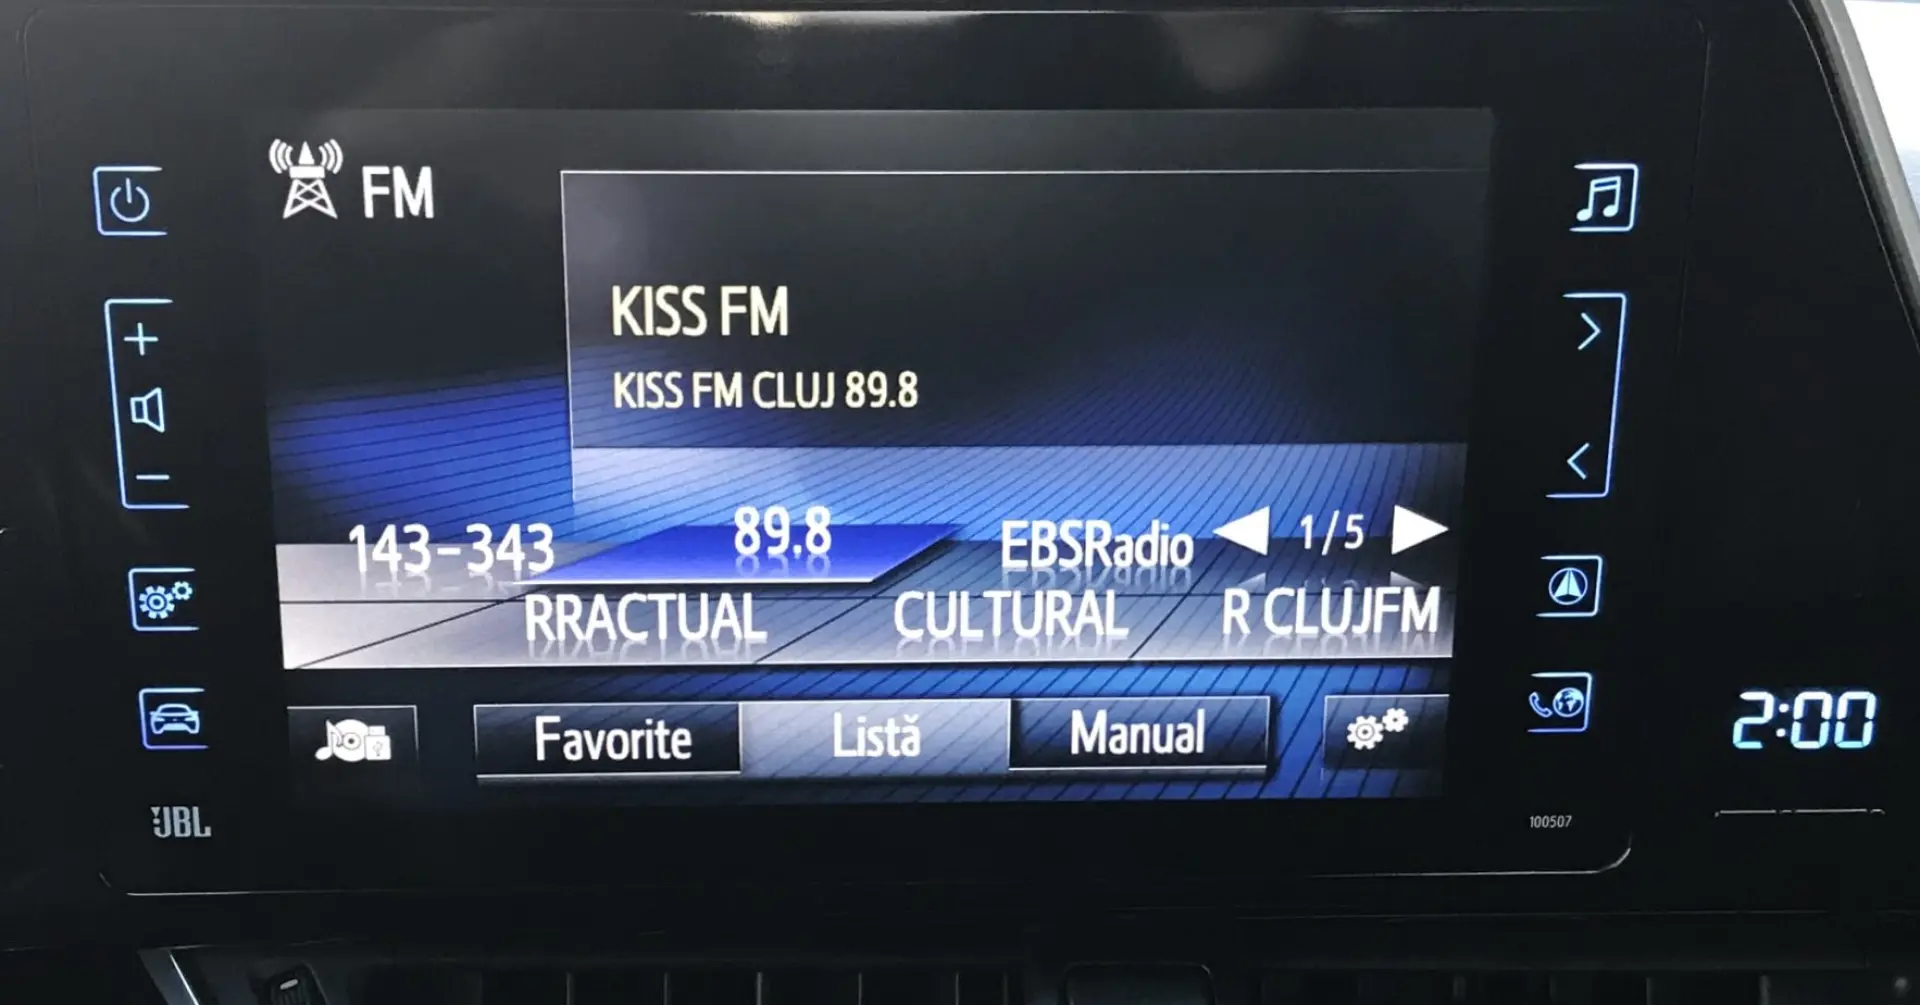 FM
KISS FM
KISS FM CLUJ 89.8
143-343 89.8 EBSRadio 1/5
RRACTUAL CULTURAL R CLUJFM
Favorite Listă Manual
2:00
JBL
100507